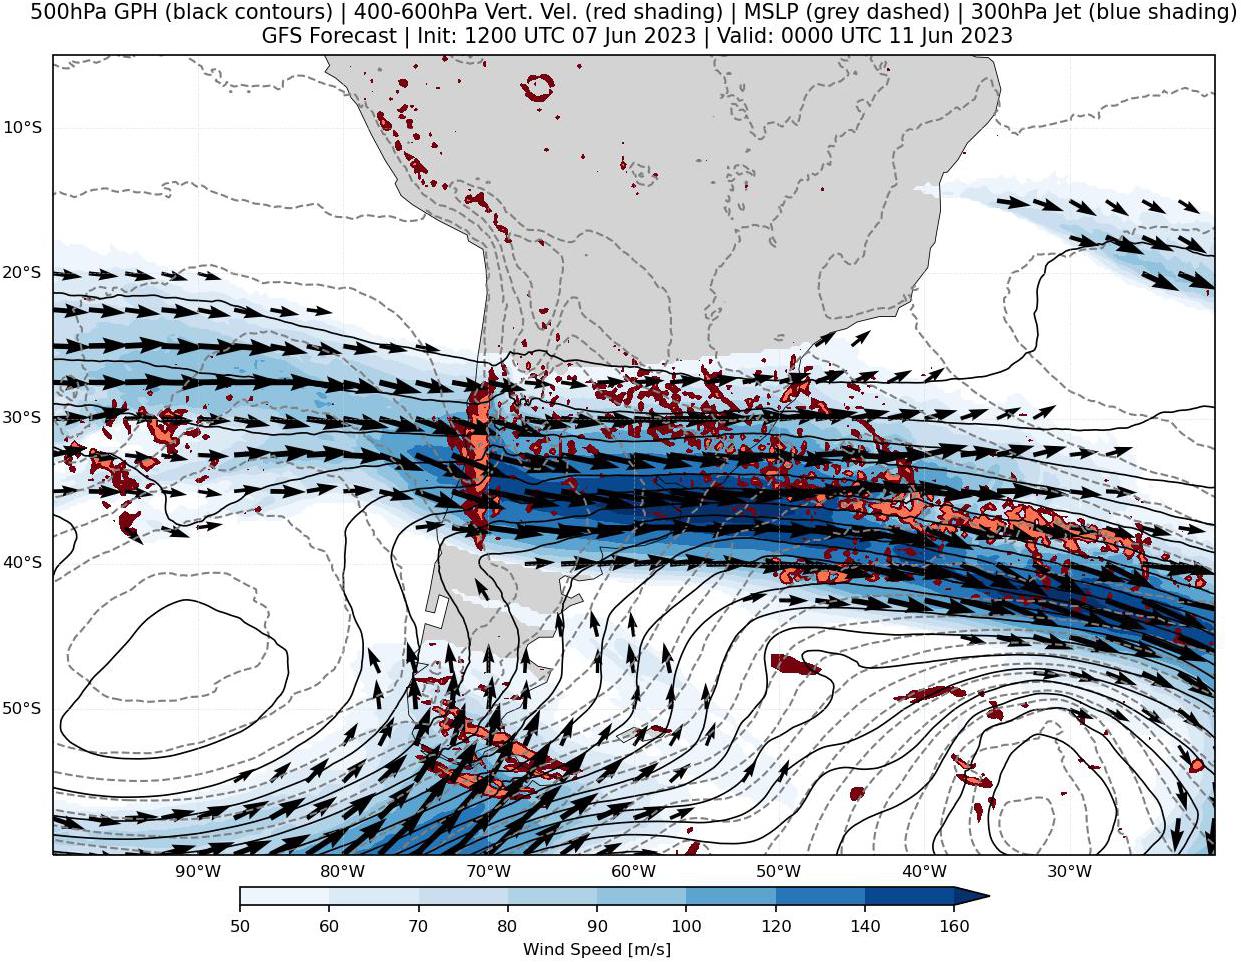 500hPa GPH (black contours) | 400-600hPa Vert. Vel. (red shading) | MSLP (grey dashed) | 300hPa Jet (blue shading)
GFS Forecast | Init: 1200 UTC 07 Jun 2023 | Valid: 0000 UTC 11 Jun 2023
10°S
20°S
30°S
40°S
50°S
90°W 80°W 70°W 60°W 50°W 40°W 30°W
50 60 70 80 90 100 120 140 160
Wind Speed [m/s]